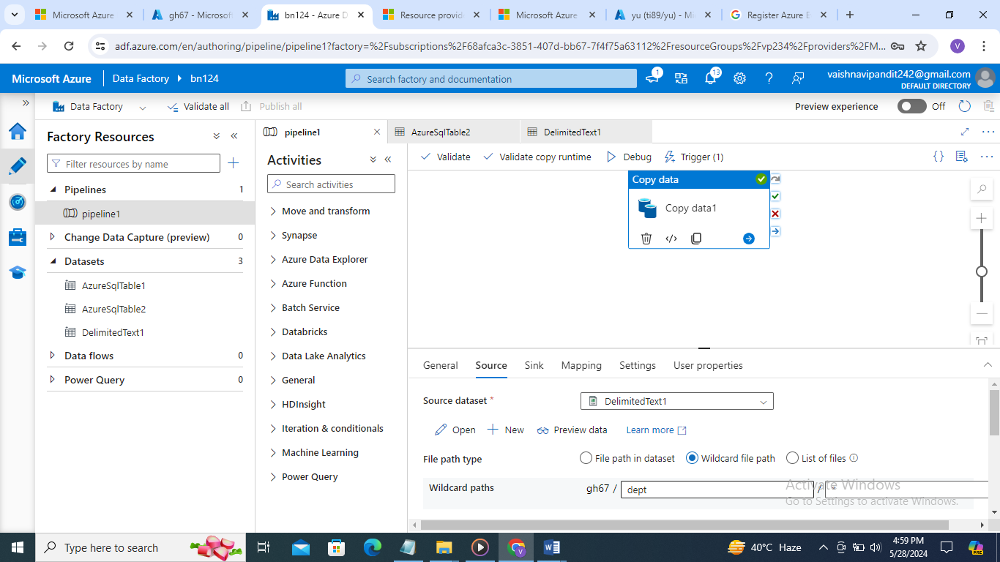 Microsoft Azure
gh67 - Microsoft
bn124 - Azure D
Resource provid
Microsoft Azure
yu (ti89/yu) - Mi
Register Azure E
adf.azure.com/en/authoring/pipeline/pipeline1?factory=%2Fsubscriptions%2F68afca3c-3851-407d-bb67-7f4f75a63112%2FresourceGroups%2Fvp234%2Fproviders%2FM...
V
Microsoft Azure
Data Factory
bn124
Search factory and documentation
1
13
vaishnavipandit242@gmail.com
DEFAULT DIRECTORY
Data Factory
Validate all
Publish all
Preview experience
Off
Factory Resources
Filter resources by name
Pipelines 1
pipeline1
Change Data Capture (preview) 0
Datasets 3
AzureSqlTable1
AzureSqlTable2
DelimitedText1
Data flows 0
Power Query 0
pipeline1
AzureSqlTable2
DelimitedText1
Activities
Search activities
Move and transform
Synapse
Azure Data Explorer
Azure Function
Batch Service
Databricks
Data Lake Analytics
General
HDInsight
Iteration & conditionals
Machine Learning
Power Query
Validate
Validate copy runtime
Debug
Trigger (1)
Copy data
Copy data1
General
Source
Sink
Mapping
Settings
User properties
Source dataset *
DelimitedText1
Open
New
Preview data
Learn more
File path type
File path in dataset
Wildcard file path
List of files
Wildcard paths
gh67 / dept / *
Activate Windows
Go to Settings to activate Windows.
Type here to search
40°C Haze
4:59 PM
5/28/2024
PRE